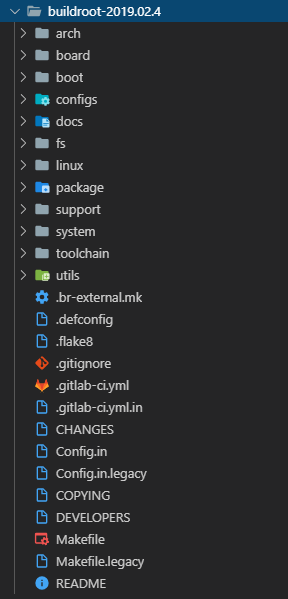 buildroot-2019.02.4
arch
board
boot
configs
docs
fs
linux
package
support
system
toolchain
utils
.br-external.mk
.defconfig
.flake8
.gitignore
.gitlab-ci.yml
.gitlab-ci.yml.in
CHANGES
Config.in
Config.in.legacy
COPYING
DEVELOPERS
Makefile
Makefile.legacy
README